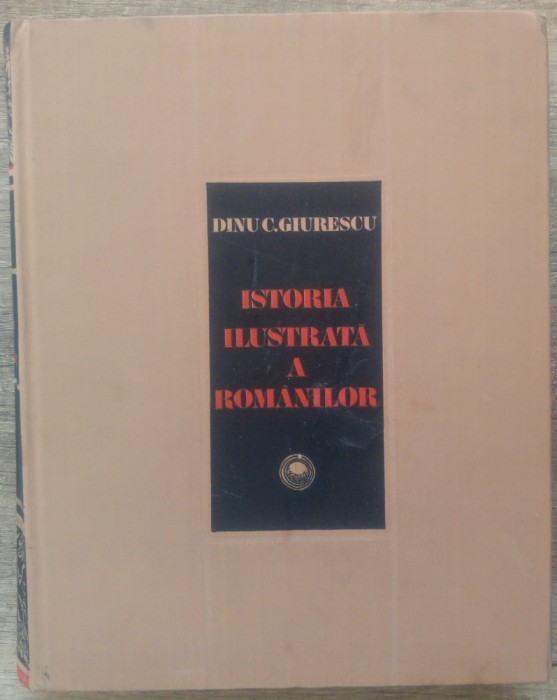 DINU C. GIURESCU
ISTORIA
ILUSTRATĂ
A
ROMÂNILOR